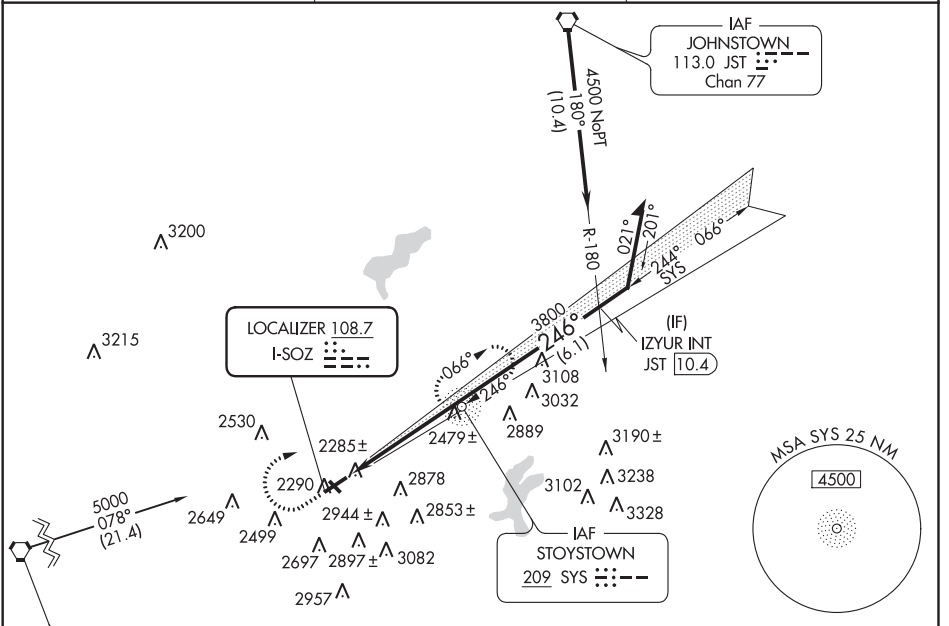 IAF
JOHNSTOWN
113.0 JST
Chan 77
4500 NoPT
180°
(10.4)
R-180
021°
201°
066°
244°
SYS
3200
3215
LOCALIZER 108.7
I-SOZ
3800
246°
(6.1)
(IF)
IZYUR INT
JST 10.4
066°
246°
3108
3032
2889
2479±
2530
2285±
2290
2878
3190±
3238
3102
3328
MSA SYS 25 NM
4500
5000
078°
(21.4)
2649
2499
2944±
2853±
2697
2897±
3082
2957
IAF
STOYSTOWN
209 SYS